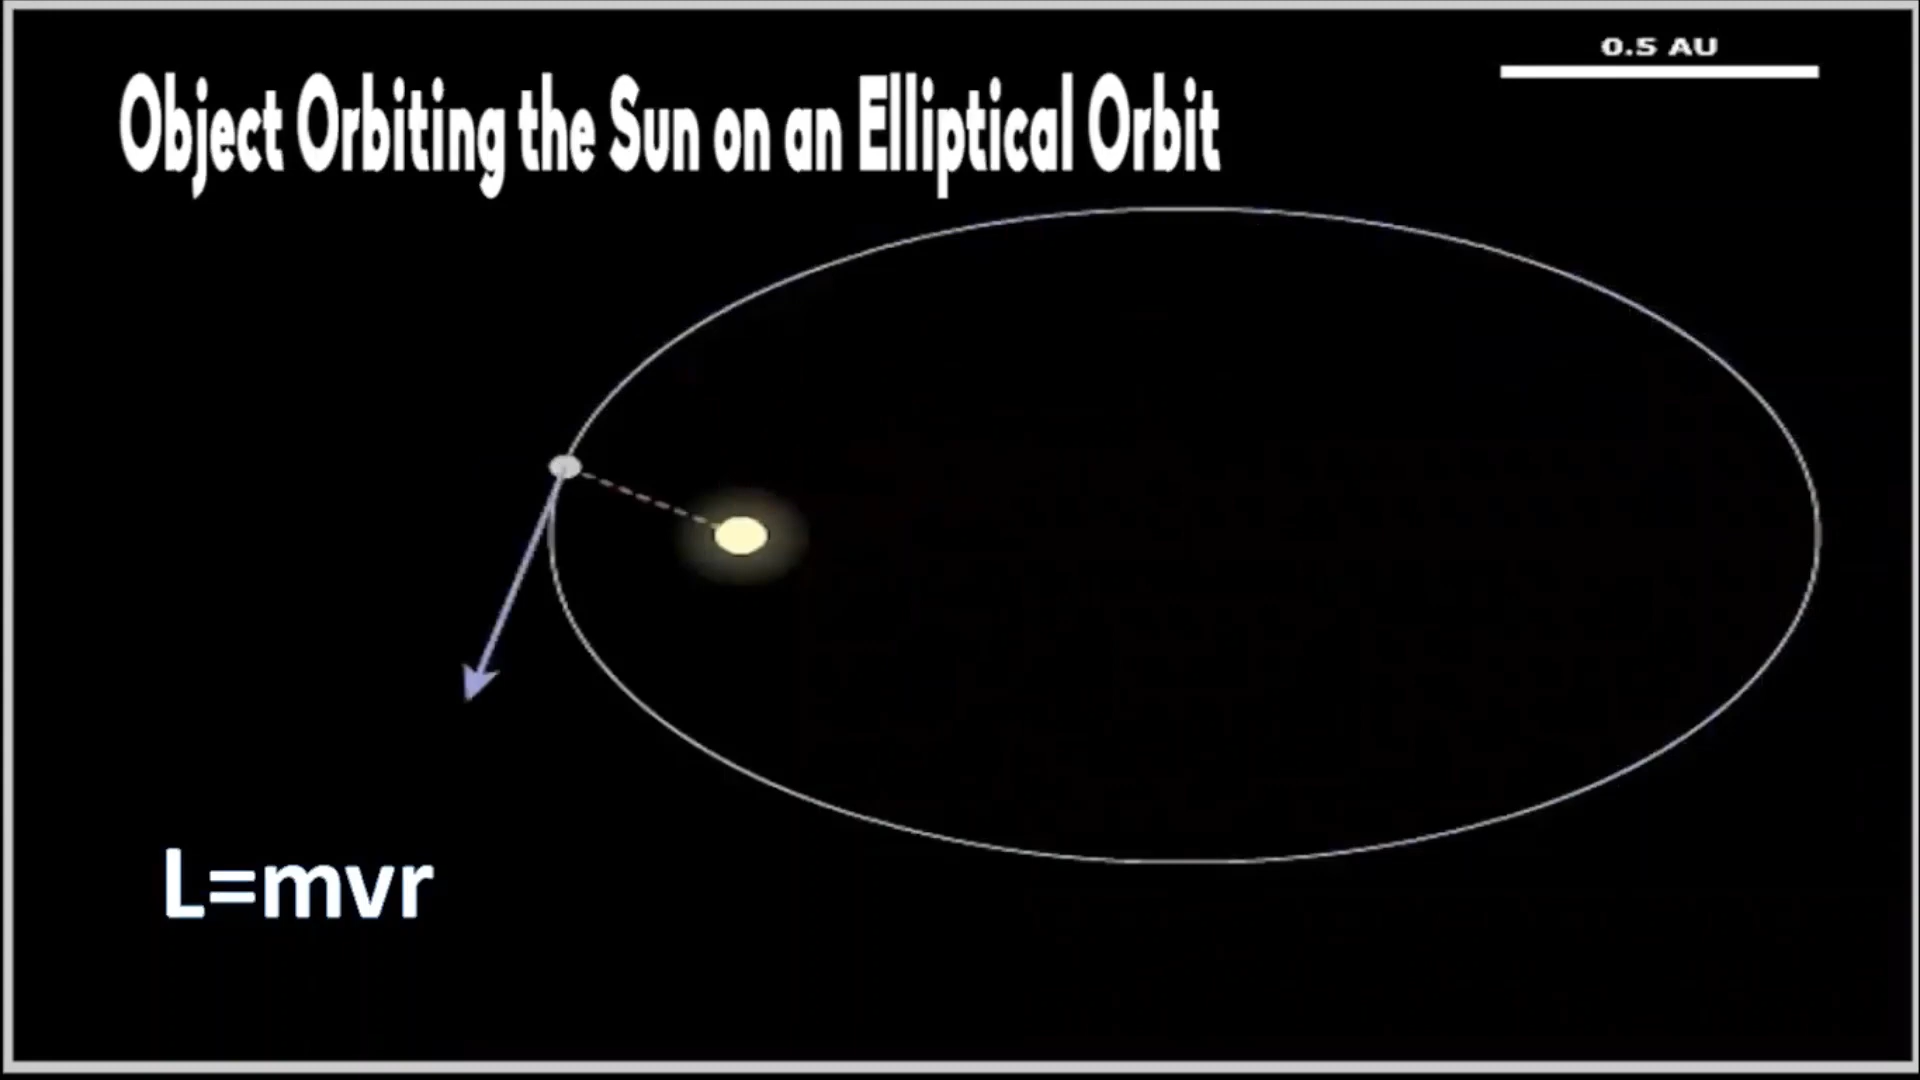 0.5 AU
Object Orbiting the Sun on an Elliptical Orbit
L=mvr